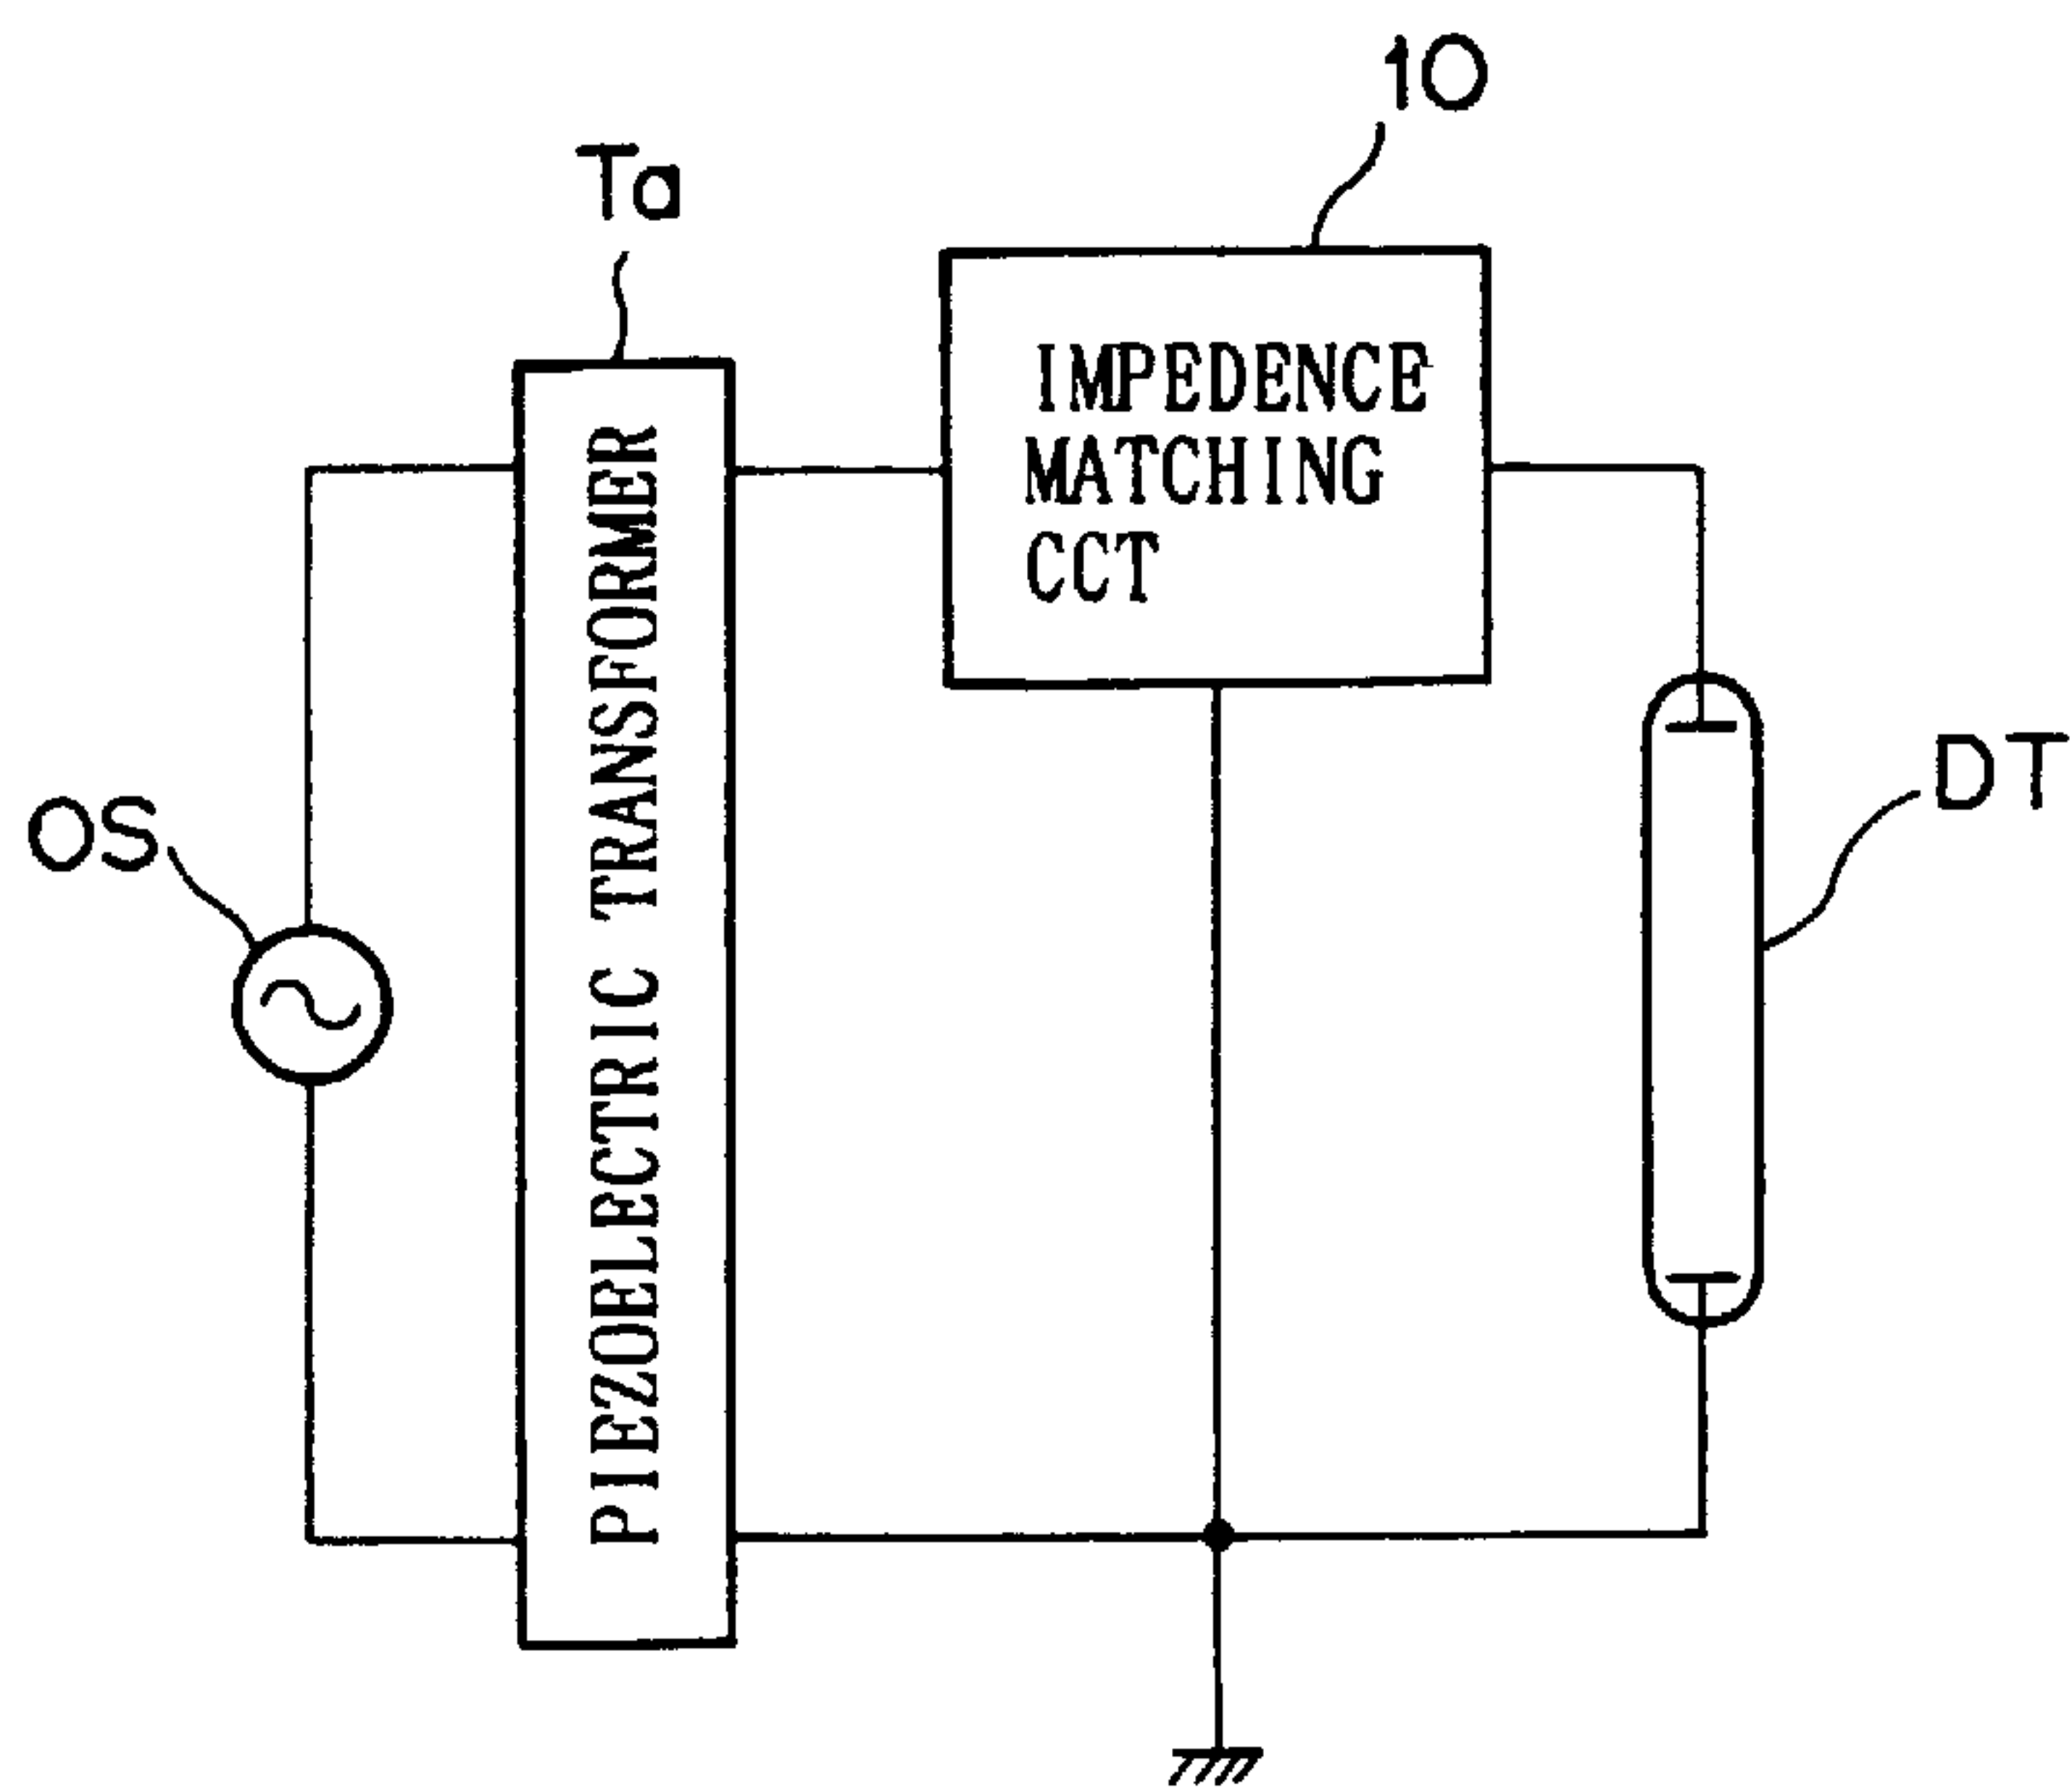 10
Ta
IMPEDENCE
MATCHING
CCT
PIEZOELECTRIC TRANSFORMER
OS
DT